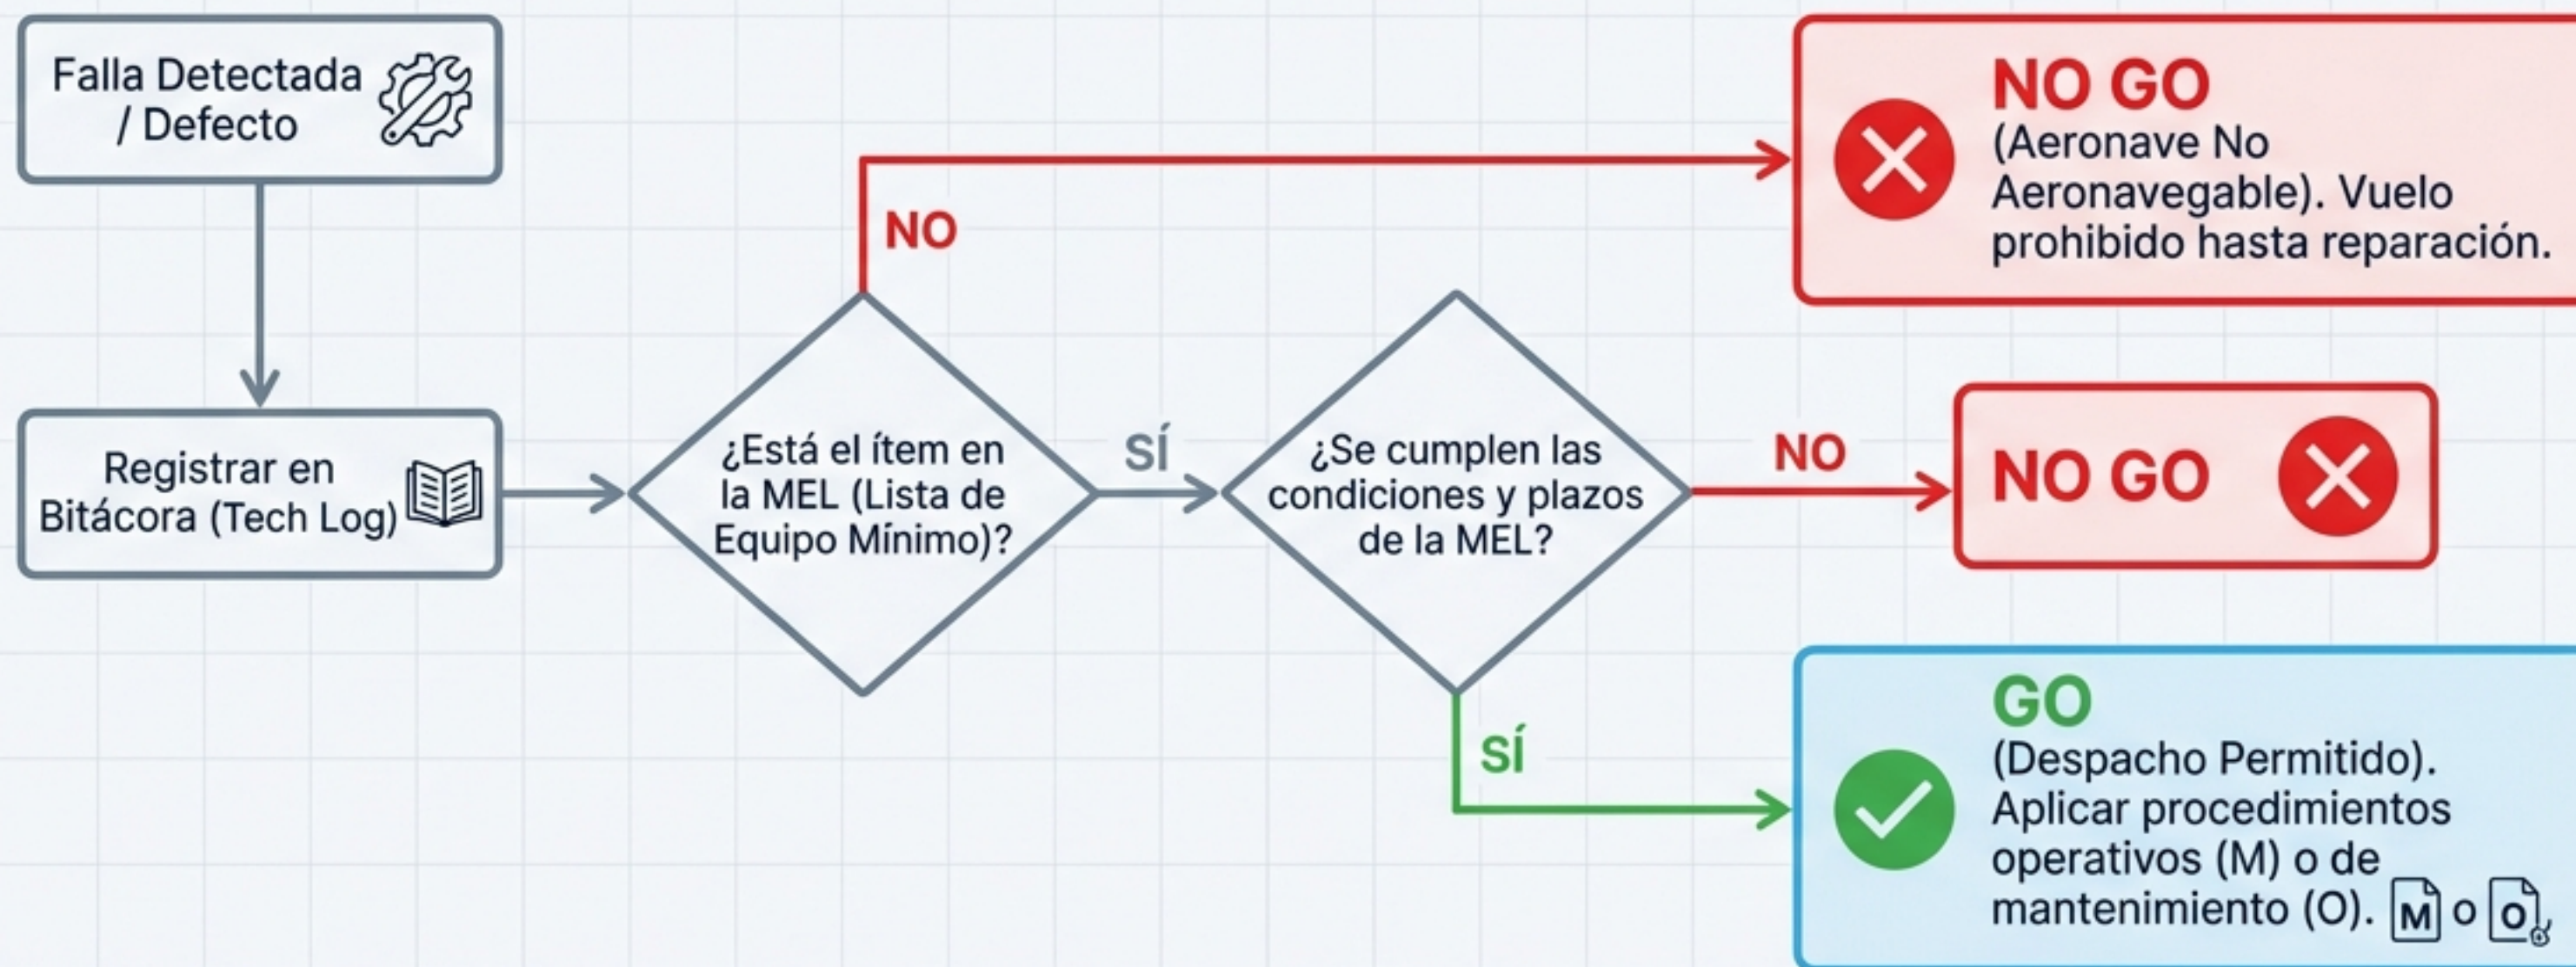 Falla Detectada
/ Defecto
Registrar en
Bitácora (Tech Log)
¿Está el ítem en
la MEL (Lista de
Equipo Mínimo)?
NO
SÍ
¿Se cumplen las
condiciones y plazos
de la MEL?
NO
SÍ
NO GO
(Aeronave No
Aeronavegable). Vuelo
prohibido hasta reparación.
NO GO
GO
(Despacho Permitido).
Aplicar procedimientos
operativos (M) o de
mantenimiento (O). M o O